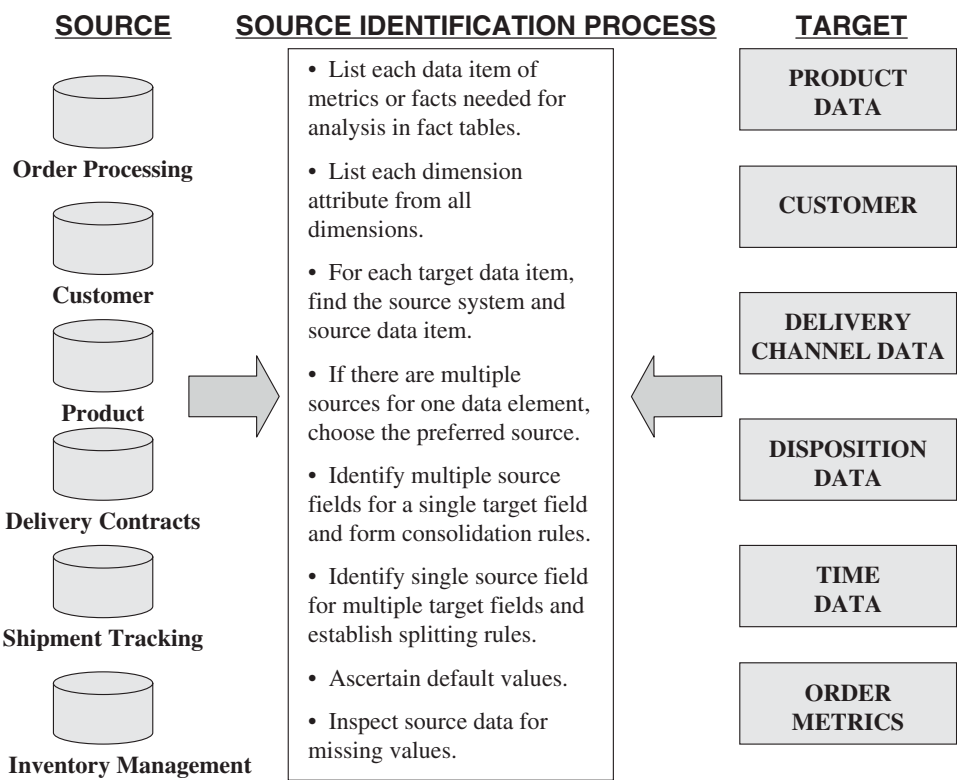 SOURCE
Order Processing
Customer
Product
Delivery Contracts
Shipment Tracking
Inventory Management
SOURCE IDENTIFICATION PROCESS
• List each data item of
metrics or facts needed for
analysis in fact tables.
• List each dimension
attribute from all
dimensions.
• For each target data item,
find the source system and
source data item.
• If there are multiple
sources for one data element,
choose the preferred source.
• Identify multiple source
fields for a single target field
and form consolidation rules.
• Identify single source field
for multiple target fields and
establish splitting rules.
• Ascertain default values.
• Inspect source data for
missing values.
TARGET
PRODUCT
DATA
CUSTOMER
DELIVERY
CHANNEL DATA
DISPOSITION
DATA
TIME
DATA
ORDER
METRICS